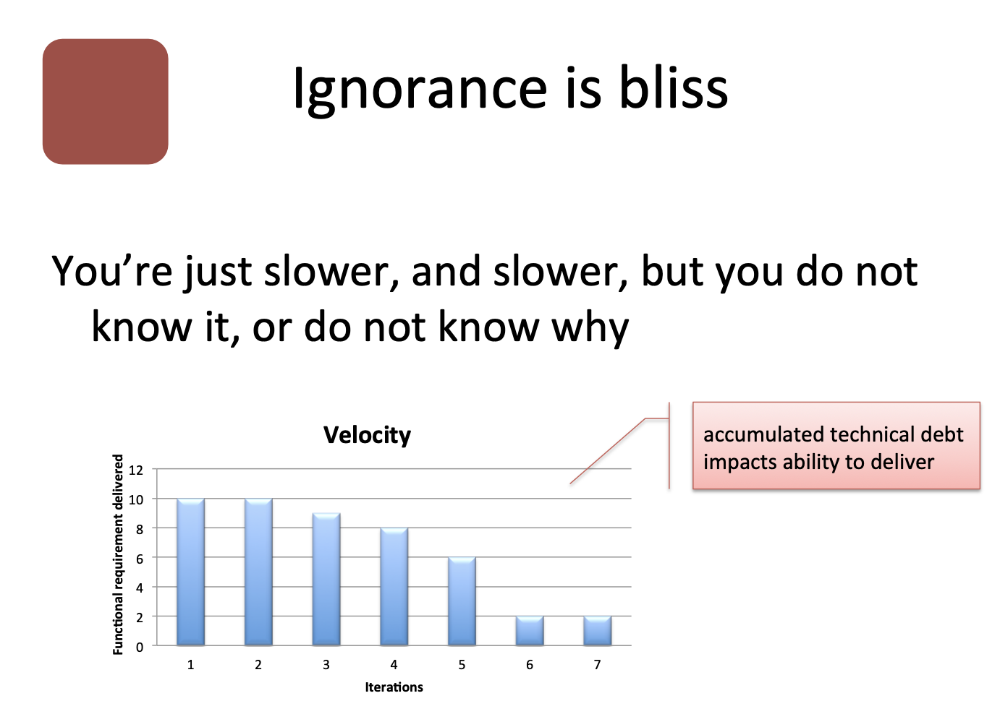 Ignorance is bliss
You’re just slower, and slower, but you do not
know it, or do not know why
accumulated technical debt
impacts ability to deliver
Velocity
Functional requirement delivered
12
10
8
6
4
2
0
1 2 3 4 5 6 7
Iterations